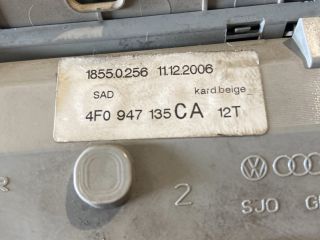 1855.0.256 11.12.2006
SAD kard.beige
4F0 947 135 CA 12T
R
2
SJO G